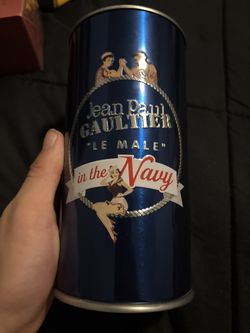 Jean Paul
GAULTIER
"LE MALE"
in the Navy